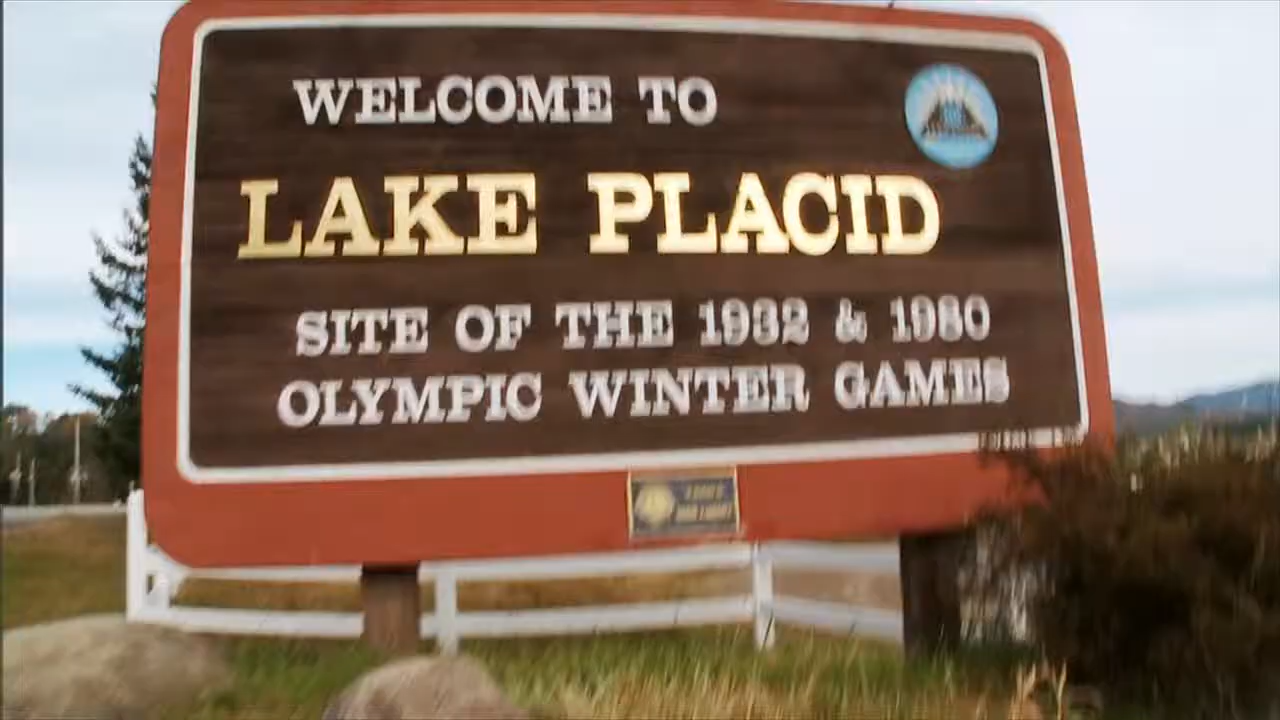 WELCOME TO
LAKE PLACID
SITE OF THE 1932 & 1980
OLYMPIC WINTER GAMES